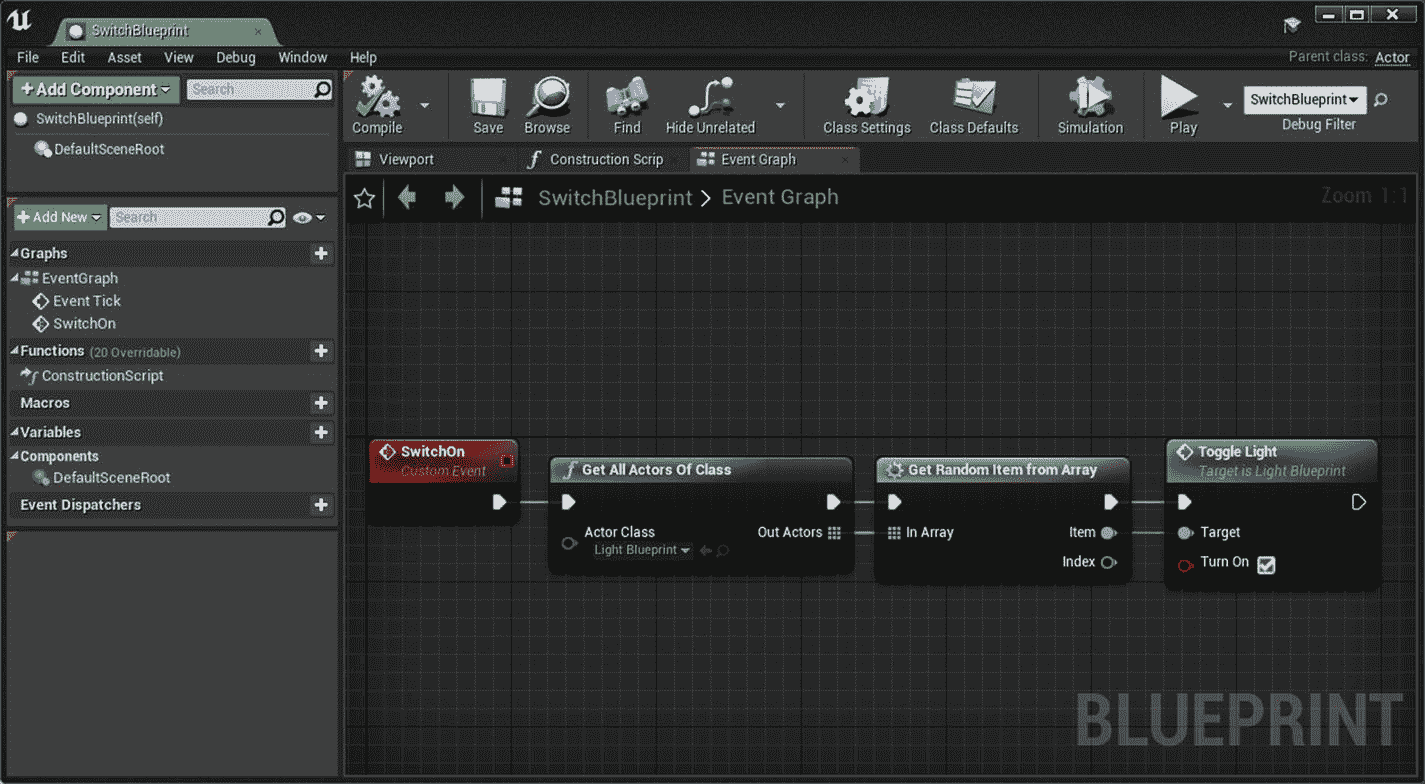 SwitchBlueprint
File Edit Asset View Debug Window Help
Parent class: Actor
+Add Component
Search
SwitchBlueprint(self)
DefaultSceneRoot
Compile
Save
Browse
Find
Hide Unrelated
Class Settings
Class Defaults
Simulation
Play
SwitchBlueprint
Debug Filter
Viewport
f Construction Scrip
Event Graph
SwitchBlueprint > Event Graph
Zoom 1:1
+Add New
Search
Graphs
EventGraph
Event Tick
SwitchOn
Functions (20 Overridable)
ConstructionScript
Macros
Variables
Components
DefaultSceneRoot
Event Dispatchers
SwitchOn
Custom Event
f Get All Actors Of Class
Actor Class
Light Blueprint
Out Actors
Get Random Item from Array
In Array
Item
Index
Toggle Light
Target is Light Blueprint
Target
Turn On
BLUEPRINT